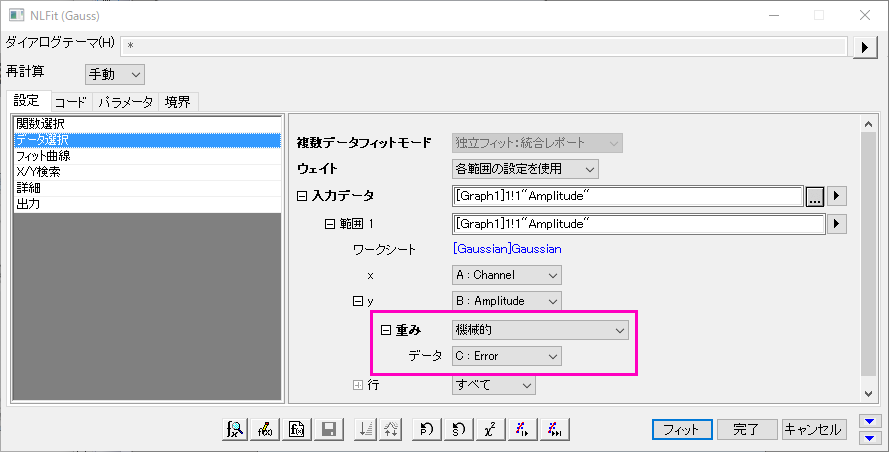 NLFit (Gauss)
ダイアログテーマ(H) *
再計算 手動
設定 コード パラメータ 境界
関数選択
データ選択
フィット曲線
X/Y検索
詳細
出力
複数データフィットモード 独立フィット:統合レポート
ウェイト 各範囲の設定を使用
入力データ [Graph1]1!1"Amplitude" ...
範囲 1 [Graph1]1!1"Amplitude"
ワークシート [Gaussian]Gaussian
x A : Channel
y B : Amplitude
重み 機械的
データ C : Error
行 すべて
フィット 完了 キャンセル